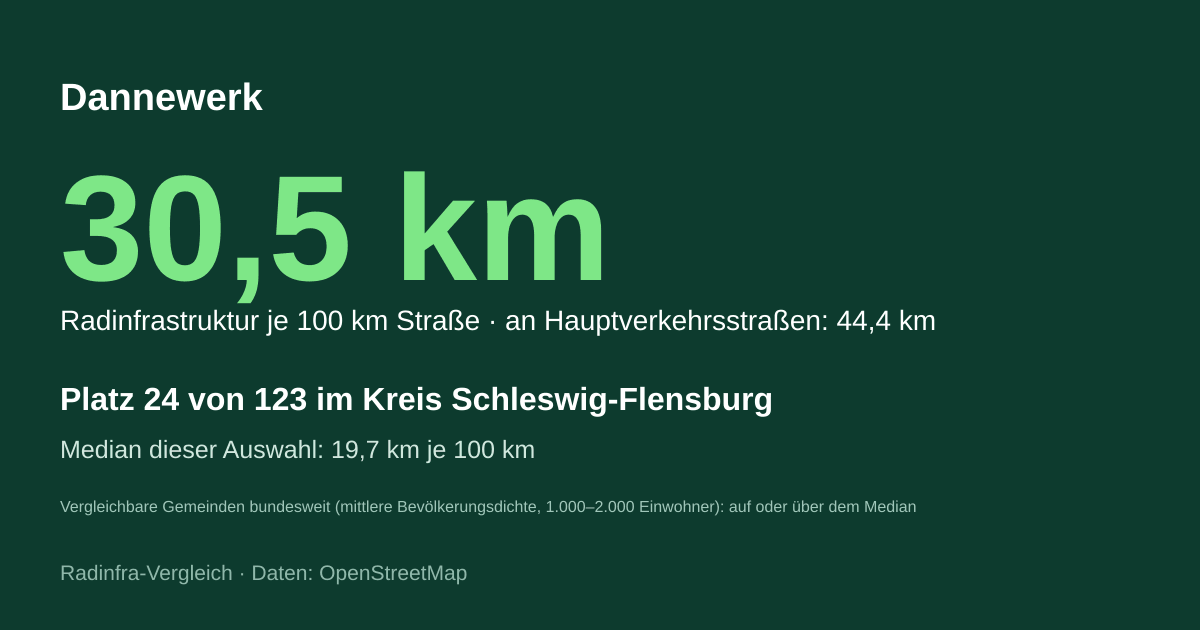 Dannewerk
30,5 km
Radinfrastruktur je 100 km Straße · an Hauptverkehrsstraßen: 44,4 km
Platz 24 von 123 im Kreis Schleswig-Flensburg
Median dieser Auswahl: 19,7 km je 100 km
Vergleichbare Gemeinden bundesweit (mittlere Bevölkerungsdichte, 1.000–2.000 Einwohner): auf oder über dem Median
Radinfra-Vergleich · Daten: OpenStreetMap